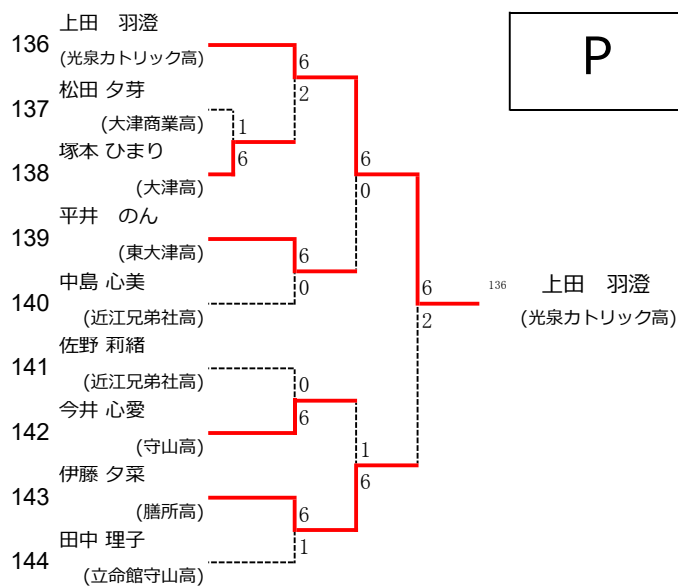 P
上田　羽澄
136
(光泉カトリック高)
6
松田 夕芽
2
137
(大津商業高)
1
塚本 ひまり
6
6
138
(大津高)
0
平井　のん
139
(東大津高)
6
中島 心美
0
140
(近江兄弟社高)
6
2
136
上田　羽澄
(光泉カトリック高)
佐野 莉緒
141
(近江兄弟社高)
0
今井 心愛
6
142
(守山高)
1
伊藤 夕菜
6
143
(膳所高)
6
田中 理子
1
144
(立命館守山高)